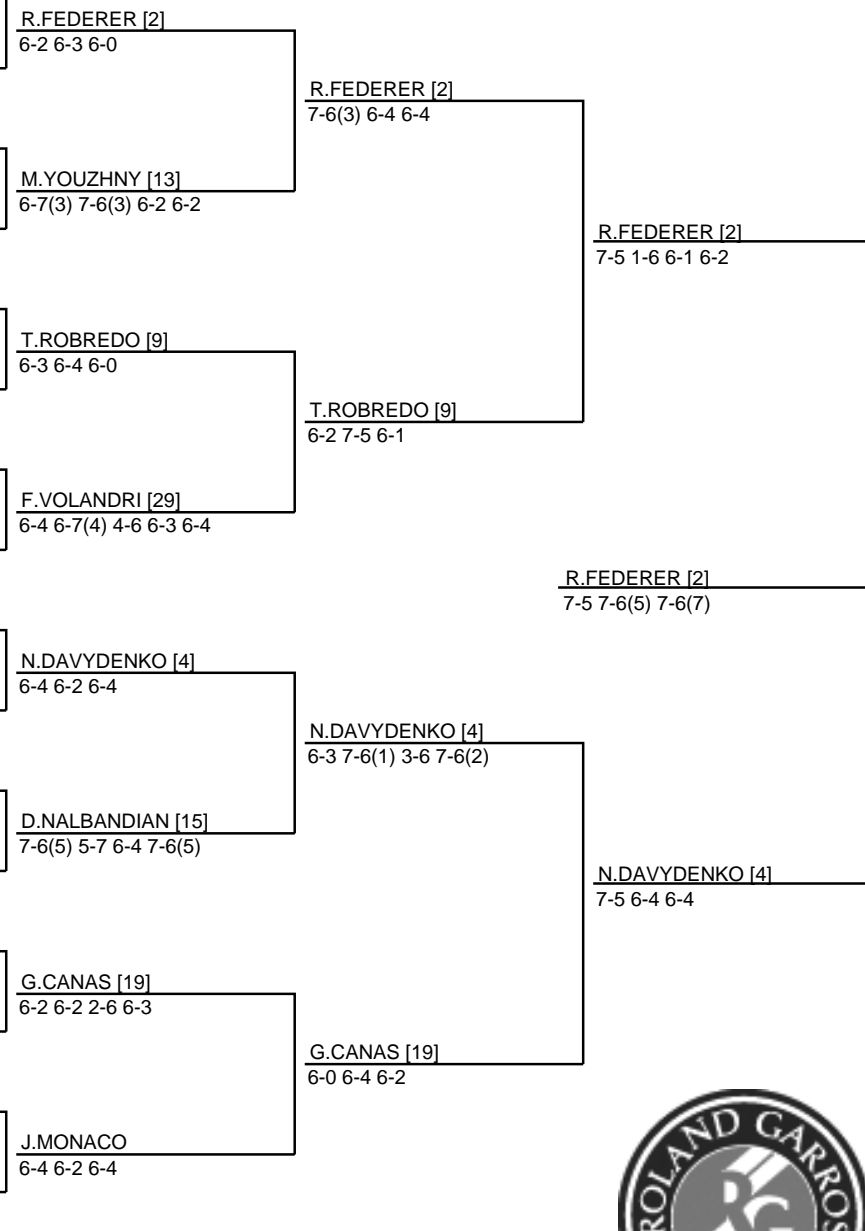 R.FEDERER [2]
6-2 6-3 6-0
R.FEDERER [2]
7-6(3) 6-4 6-4
M.YOUZHNY [13]
6-7(3) 7-6(3) 6-2 6-2
R.FEDERER [2]
7-5 1-6 6-1 6-2
T.ROBREDO [9]
6-3 6-4 6-0
T.ROBREDO [9]
6-2 7-5 6-1
F.VOLANDRI [29]
6-4 6-7(4) 4-6 6-3 6-4
R.FEDERER [2]
7-5 7-6(5) 7-6(7)
N.DAVYDENKO [4]
6-4 6-2 6-4
N.DAVYDENKO [4]
6-3 7-6(1) 3-6 7-6(2)
D.NALBANDIAN [15]
7-6(5) 5-7 6-4 7-6(5)
N.DAVYDENKO [4]
7-5 6-4 6-4
G.CANAS [19]
6-2 6-2 2-6 6-3
G.CANAS [19]
6-0 6-4 6-2
J.MONACO
6-4 6-2 6-4
ROLAND GARROS
RG